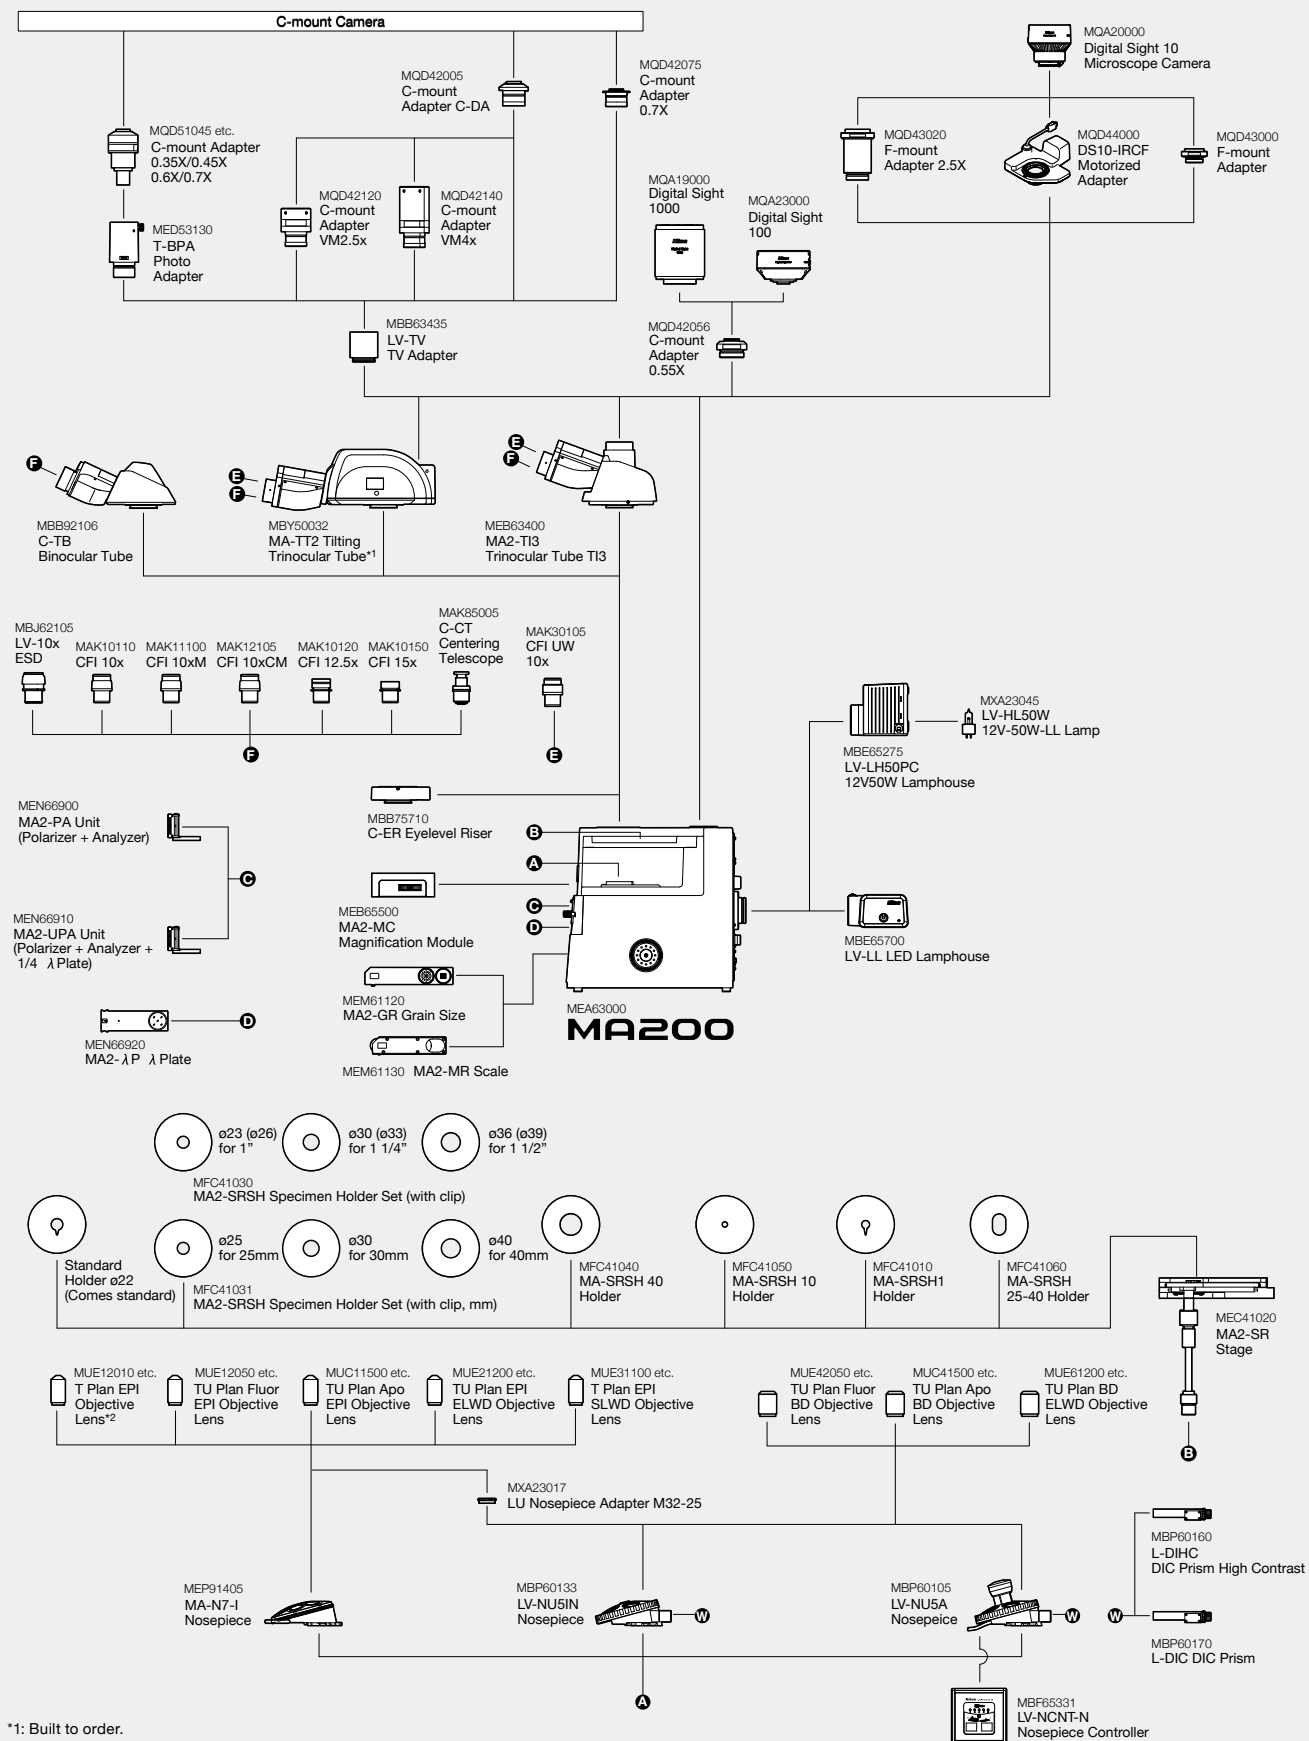 C-mount Camera
MQA20000
Digital Sight 10
Microscope Camera
MQD42005
C-mount
Adapter C-DA
MQD42075
C-mount
Adapter
0.7X
MQD51045 etc.
C-mount Adapter
0.35X/0.45X
0.6X/0.7X
MQD43020
F-mount
Adapter 2.5X
MQD44000
DS10-IRCF
Motorized
Adapter
MQD43000
F-mount
Adapter
MED53130
T-BPA
Photo
Adapter
MQD42120
C-mount
Adapter
VM2.5x
MQD42140
C-mount
Adapter
VM4x
MQA19000
Digital Sight
1000
MQA23000
Digital Sight
100
MBB63435
LV-TV
TV Adapter
MQD42056
C-mount
Adapter
0.55X
F
E
F
E
F
MBB92106
C-TB
Binocular Tube
MBY50032
MA-TT2 Tilting
Trinocular Tube*1
MEB63400
MA2-TI3
Trinocular Tube TI3
MBJ62105
LV-10x
ESD
MAK10110
CFI 10x
MAK11100
CFI 10xM
MAK12105
CFI 10xCM
MAK10120
CFI 12.5x
MAK10150
CFI 15x
MAK85005
C-CT
Centering
Telescope
MAK30105
CFI UW
10x
F
E
MXA23045
LV-HL50W
12V-50W-LL Lamp
MBE65275
LV-LH50PC
12V50W Lamphouse
MEN66900
MA2-PA Unit
(Polarizer + Analyzer)
C
MEN66910
MA2-UPA Unit
(Polarizer + Analyzer +
1/4 λ Plate)
MEN66920
MA2-λP λ Plate
D
MBB75710
C-ER Eyelevel Riser
MEB65500
MA2-MC
Magnification Module
MEM61120
MA2-GR Grain Size
MEM61130 MA2-MR Scale
B
A
C
D
MEA63000
MA200
MBE65700
LV-LL LED Lamphouse
ø23 (ø26)
for 1"
ø30 (ø33)
for 1 1/4"
ø36 (ø39)
for 1 1/2"
MFC41030
MA2-SRSH Specimen Holder Set (with clip)
Standard
Holder ø22
(Comes standard)
ø25
for 25mm
ø30
for 30mm
ø40
for 40mm
MFC41031
MA2-SRSH Specimen Holder Set (with clip, mm)
MFC41040
MA-SRSH 40
Holder
MFC41050
MA-SRSH 10
Holder
MFC41010
MA-SRSH1
Holder
MFC41060
MA-SRSH
25-40 Holder
MEC41020
MA2-SR
Stage
B
MUE12010 etc.
T Plan EPI
Objective
Lens*2
MUE12050 etc.
TU Plan Fluor
EPI Objective
Lens
MUC11500 etc.
TU Plan Apo
EPI Objective
Lens
MUE21200 etc.
TU Plan EPI
ELWD Objective
Lens
MUE31100 etc.
T Plan EPI
SLWD Objective
Lens
MUE42050 etc.
TU Plan Fluor
BD Objective
Lens
MUC41500 etc.
TU Plan Apo
BD Objective
Lens
MUE61200 etc.
TU Plan BD
ELWD Objective
Lens
MXA23017
LU Nosepiece Adapter M32-25
MBP60160
L-DIHC
DIC Prism High Contrast
MEP91405
MA-N7-I
Nosepiece
MBP60133
LV-NU5IN
Nosepiece
W
MBP60105
LV-NU5A
Nosepeice
W
W
MBP60170
L-DIC DIC Prism
A
MBF65331
LV-NCNT-N
Nosepiece Controller
*1: Built to order.